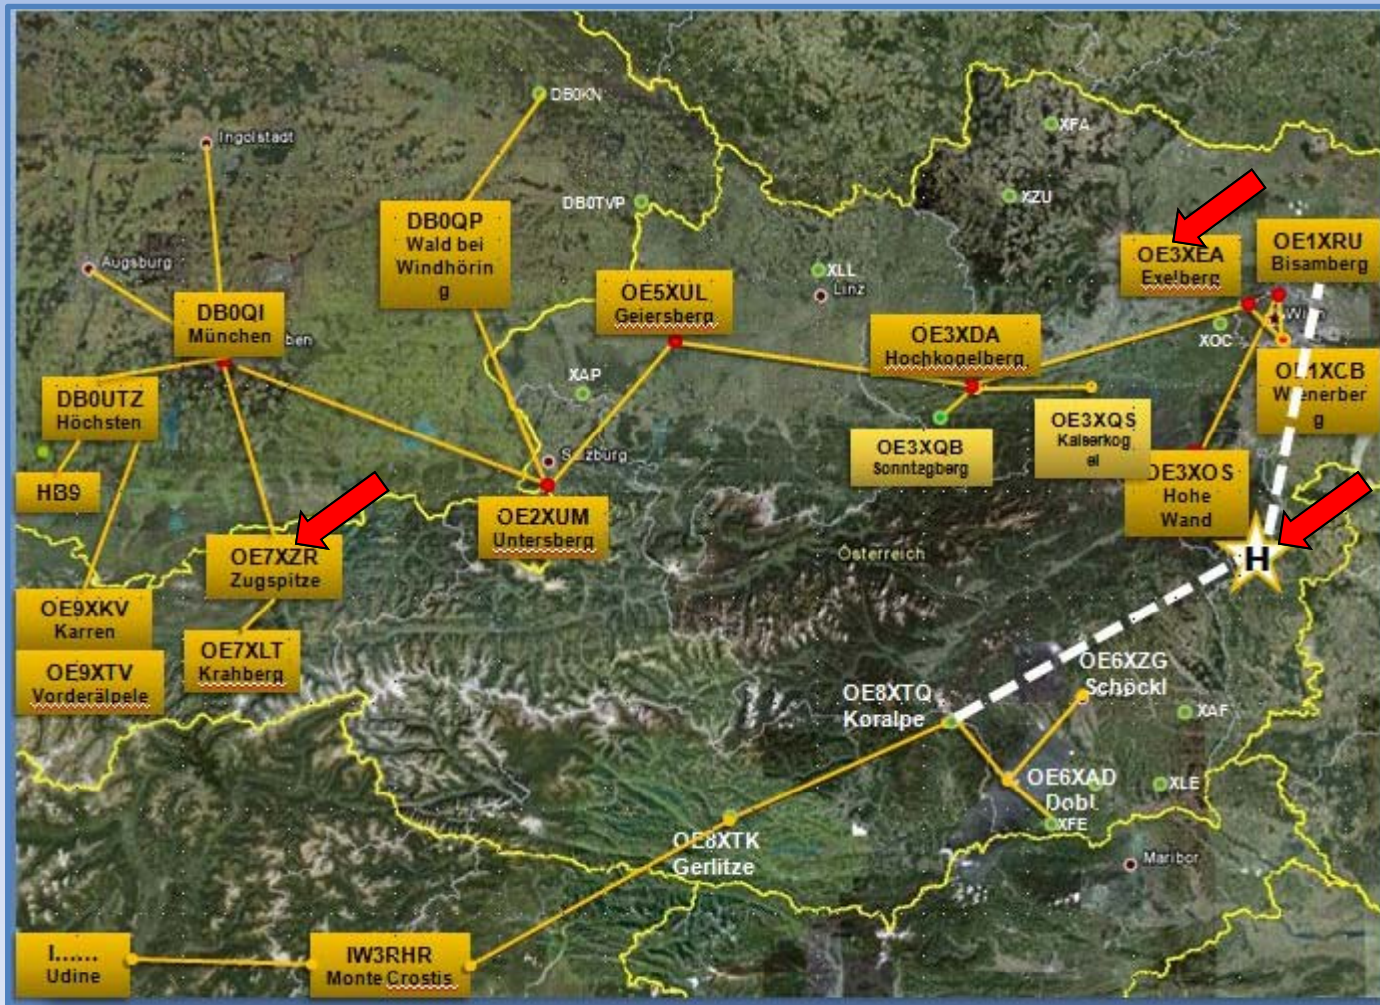 DB0KN
XFA
Ingolstadt
XZU
DB0TVP
DB0QP
Wald bei
Windhörin
g
OE3XEA
Exelberg
OE1XRU
Bisamberg
Augsburg
XLL
Linz
OE5XUL
Geiersberg
DB0QI
München
ben
OE3XDA
Hochkogelberg
XOC
XAP
DB0UTZ
Höchsten
OE3XQS
Kaiserkog
el
OE3XQB
Sonntagberg
Salzburg
OE3XOS
Hohe
Wand
HB9
OE2XUM
Untersberg
OE7XZR
Zugspitze
Österreich
H
OE9XKV
Karren
OE7XLT
Krahberg
OE9XTV
Vorderälpele
OE6XZG
Schöckl
OE8XTQ
Koralpe
XAF
OE6XAD
Dobl
XLE
XFE
OE8XTK
Gerlitze
Maribor
I......
Udine
IW3RHR
Monte Crostis